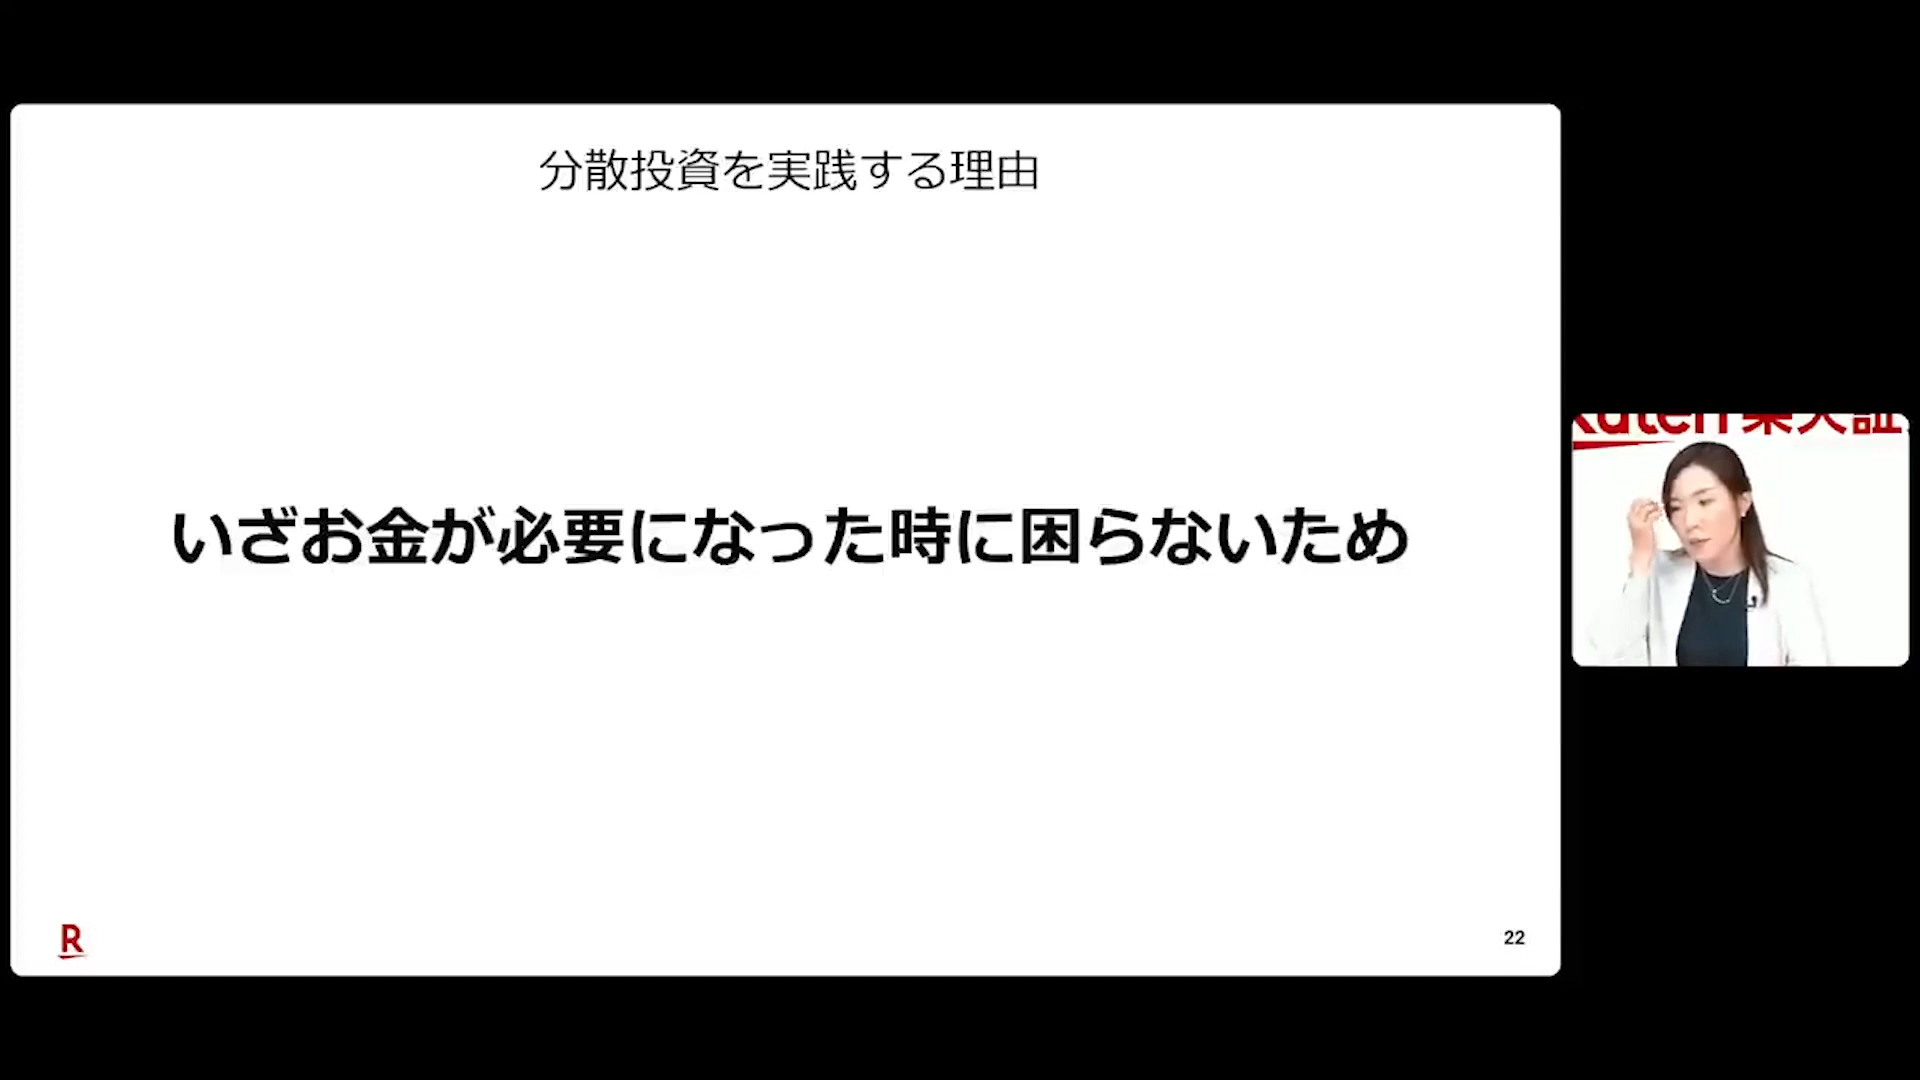 分散投資を実践する理由
いざお金が必要になった時に困らないため
R
22